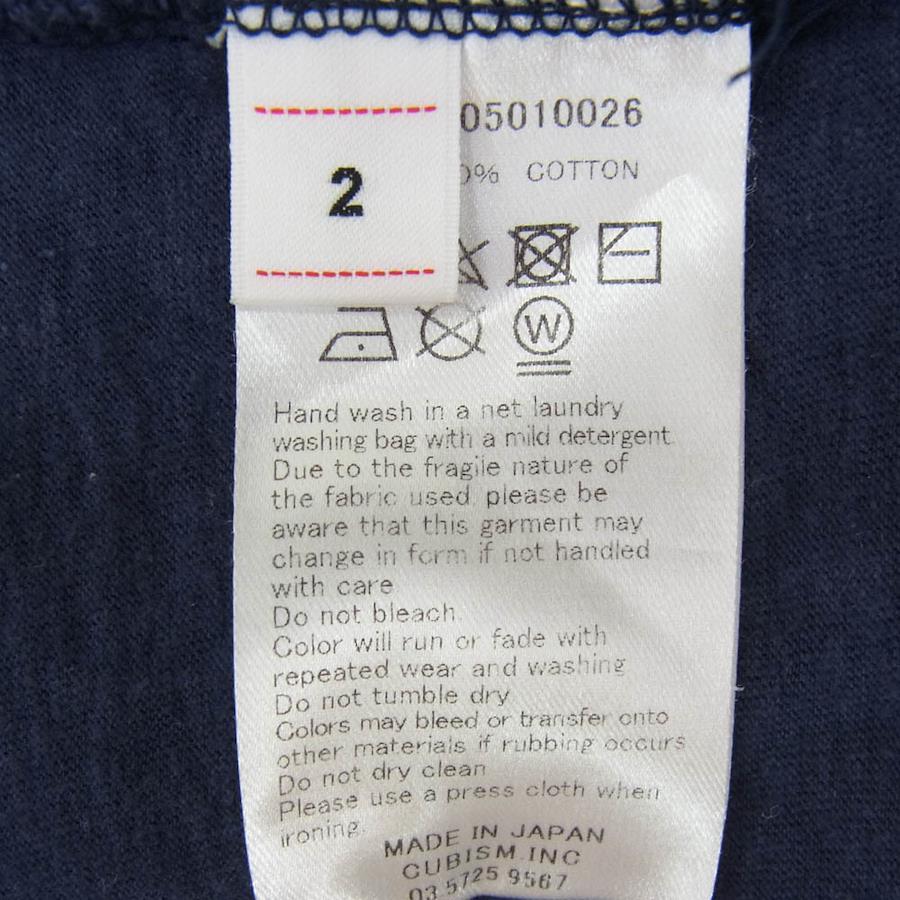 2
05010026
0% COTTON
W
Hand wash in a net laundry
washing bag with a mild detergent.
Due to the fragile nature of
the fabric used, please be
aware that this garment may
change in form if not handled
with care
Do not bleach.
Color will run or fade with
repeated wear and washing
Do not tumble dry
Colors may bleed or transfer onto
other materials if rubbing occurs
Do not dry clean
Please use a press cloth when
ironing.
MADE IN JAPAN
CUBISM.INC
03 5725 9567